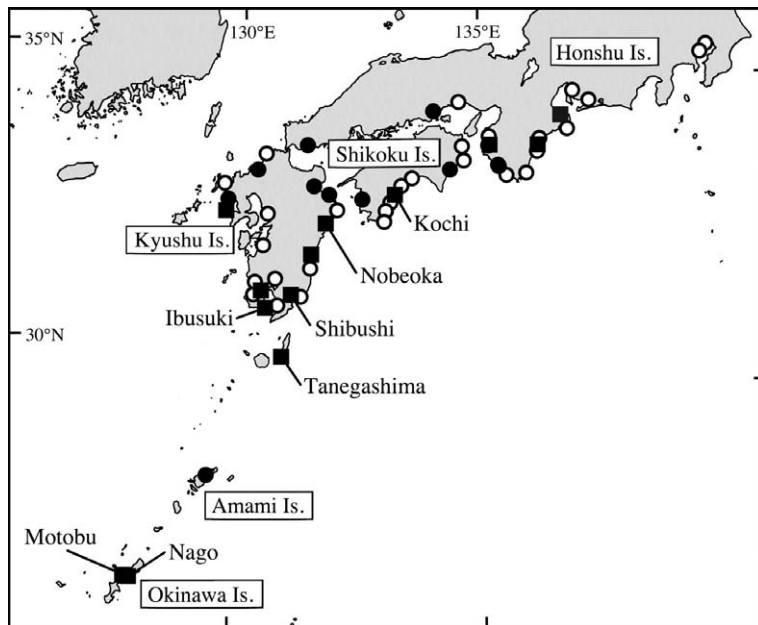 35°N
130°E
135°E
Honshu Is.
Shikoku Is.
Kochi
Kyushu Is.
Nobeoka
Ibusuki
Shibushi
30°N
Tanegashima
Amami Is.
Motobu
Nago
Okinawa Is.